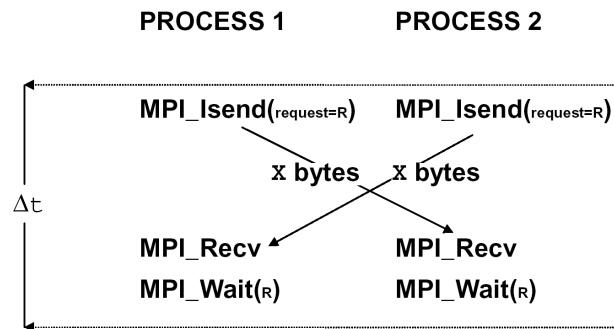 PROCESS 1 PROCESS 2
MPI_Isend(request=R) MPI_Isend(request=R)
X bytes X bytes
Δt
MPI_Recv MPI_Recv
MPI_Wait(R) MPI_Wait(R)